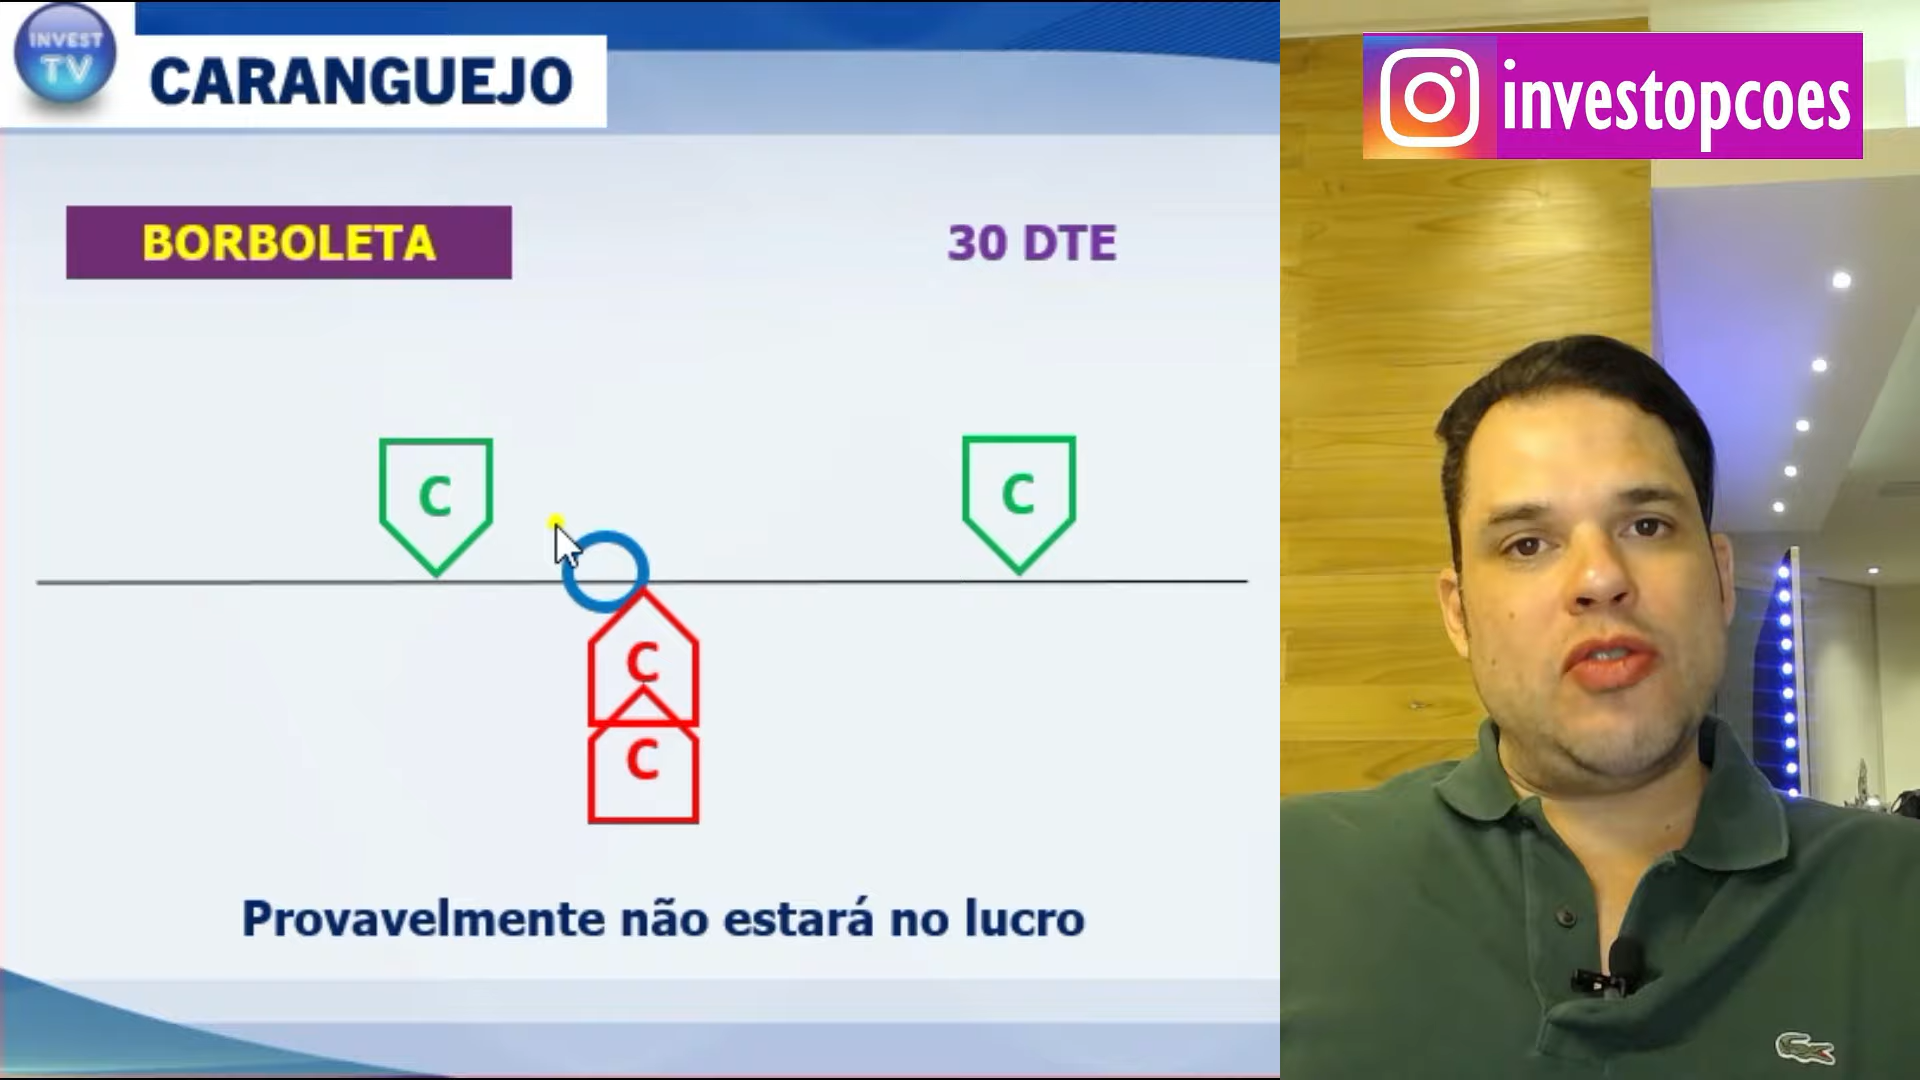 INVEST
TV
CARANGUEJO
investopcoes
BORBOLETA
30 DTE
C
C
C
C
Provavelmente não estará no lucro